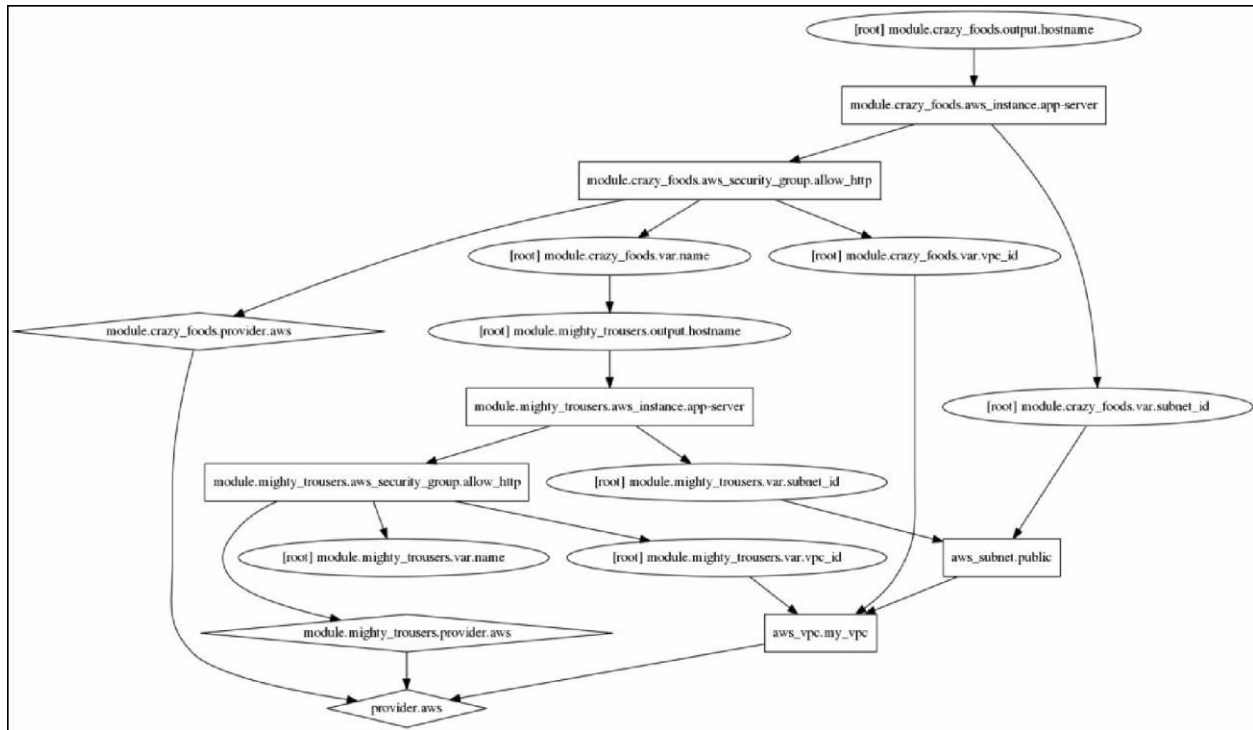 [root] module.crazy_foods.output.hostname
module.crazy_foods.aws_instance.app-server
module.crazy_foods.aws_security_group.allow_http
[root] module.crazy_foods.var.name
[root] module.crazy_foods.var.vpc_id
module.crazy_foods.provider.aws
[root] module.mighty_trousers.output.hostname
module.mighty_trousers.aws_instance.app-server
[root] module.crazy_foods.var.subnet_id
module.mighty_trousers.aws_security_group.allow_http
[root] module.mighty_trousers.var.subnet_id
[root] module.mighty_trousers.var.name
[root] module.mighty_trousers.var.vpc_id
aws_subnet.public
module.mighty_trousers.provider.aws
aws_vpc.my_vpc
provider.aws